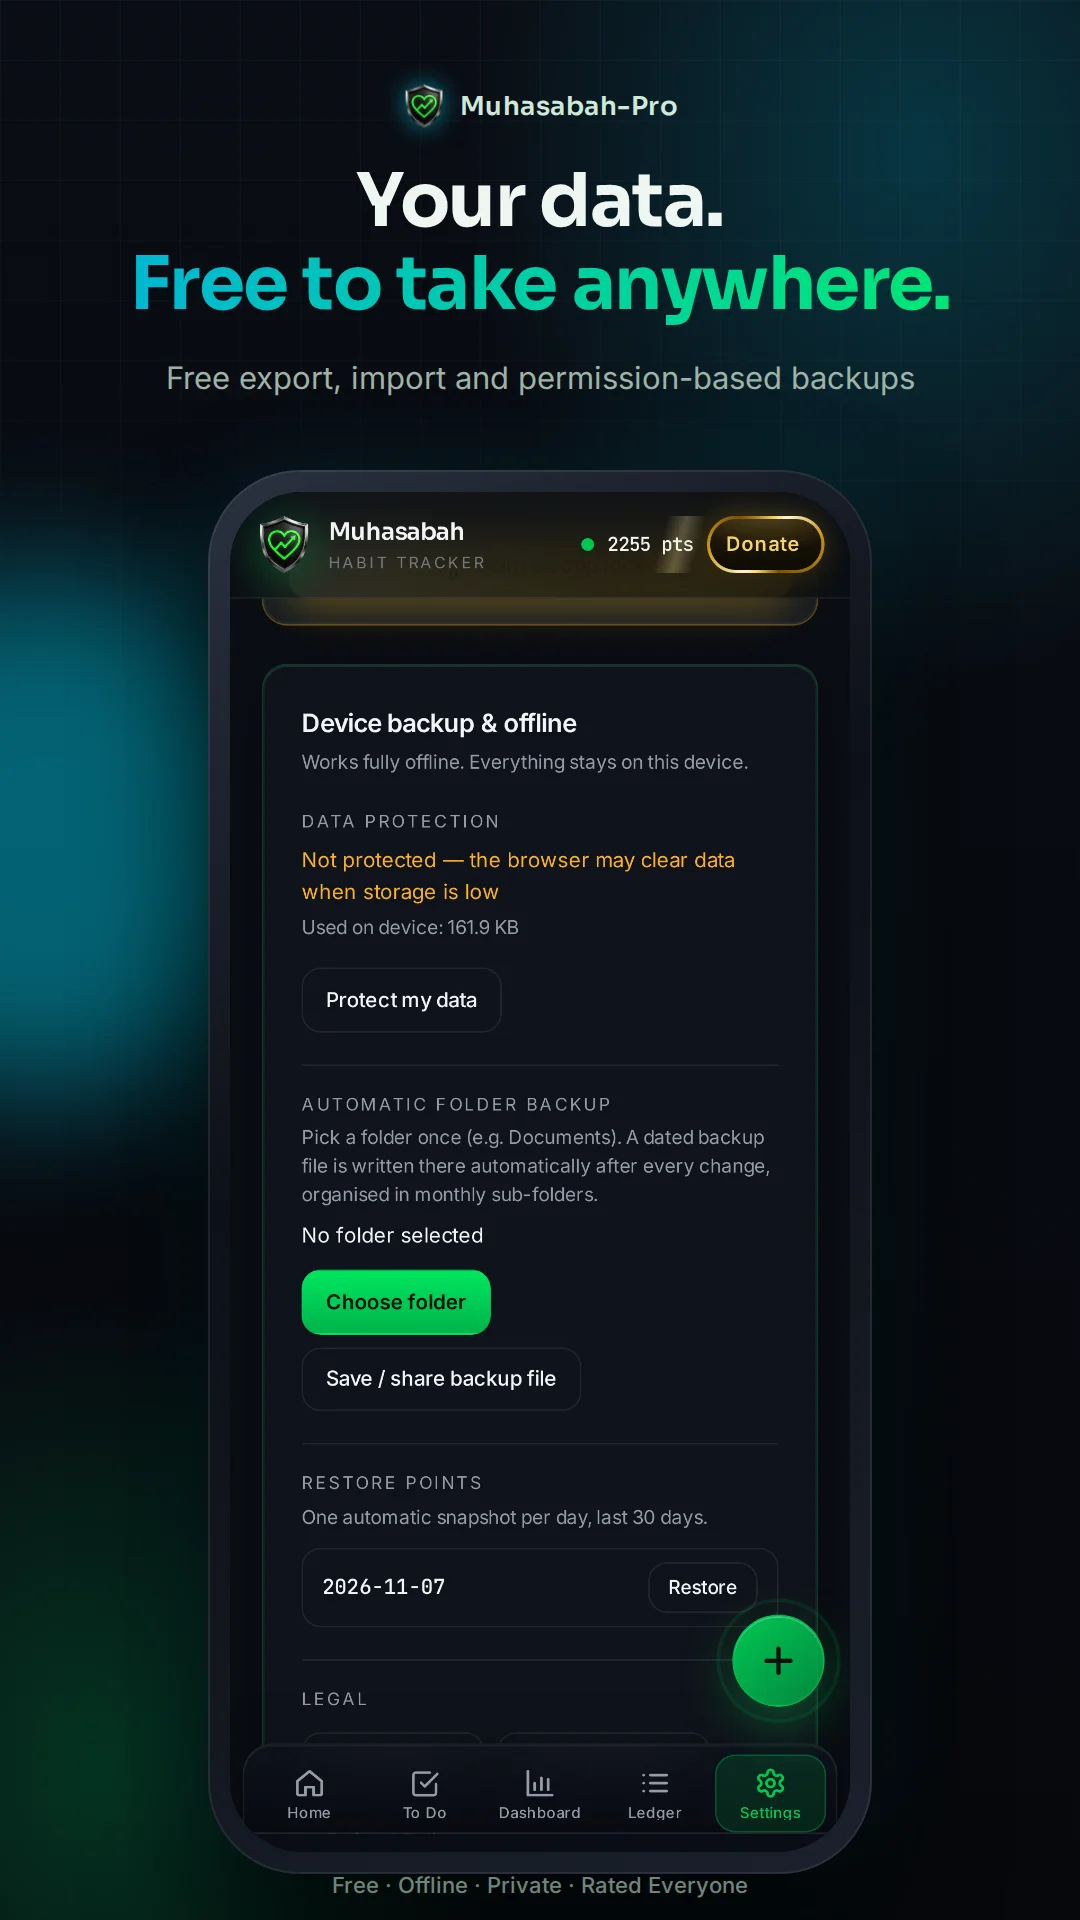 Muhasabah-Pro
Your data.
Free to take anywhere.
Free export, import and permission-based backups
Muhasabah
HABIT TRACKER
2255 pts
Donate
Device backup & offline
Works fully offline. Everything stays on this device.
DATA PROTECTION
Not protected — the browser may clear data
when storage is low
Used on device: 161.9 KB
Protect my data
AUTOMATIC FOLDER BACKUP
Pick a folder once (e.g. Documents). A dated backup
file is written there automatically after every change,
organised in monthly sub-folders.
No folder selected
Choose folder
Save / share backup file
RESTORE POINTS
One automatic snapshot per day, last 30 days.
2026-11-07
Restore
LEGAL
Home
To Do
Dashboard
Ledger
Settings
Free · Offline · Private · Rated Everyone